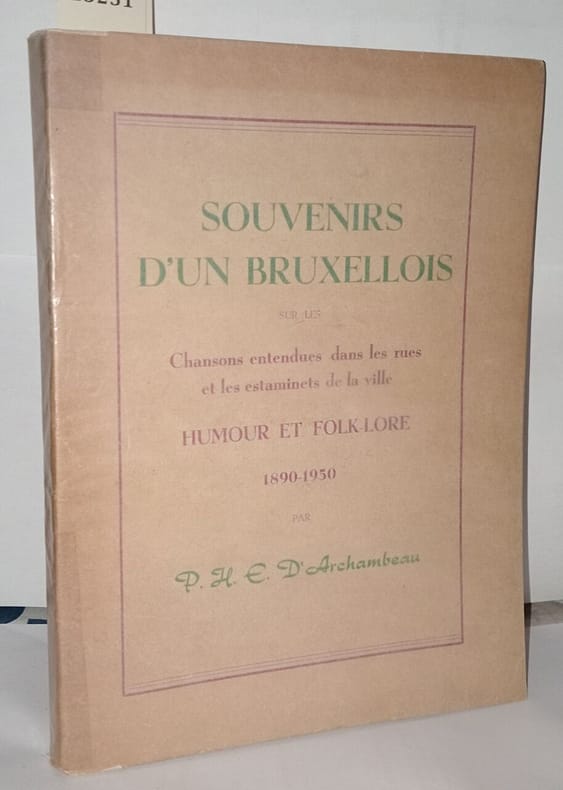 SOUVENIRS
D'UN BRUXELLOIS
SUR LES
Chansons entendues dans les rues
et les estaminets de la ville
HUMOUR ET FOLK-LORE
1890-1950
PAR
P. H. E. D'Archambeau